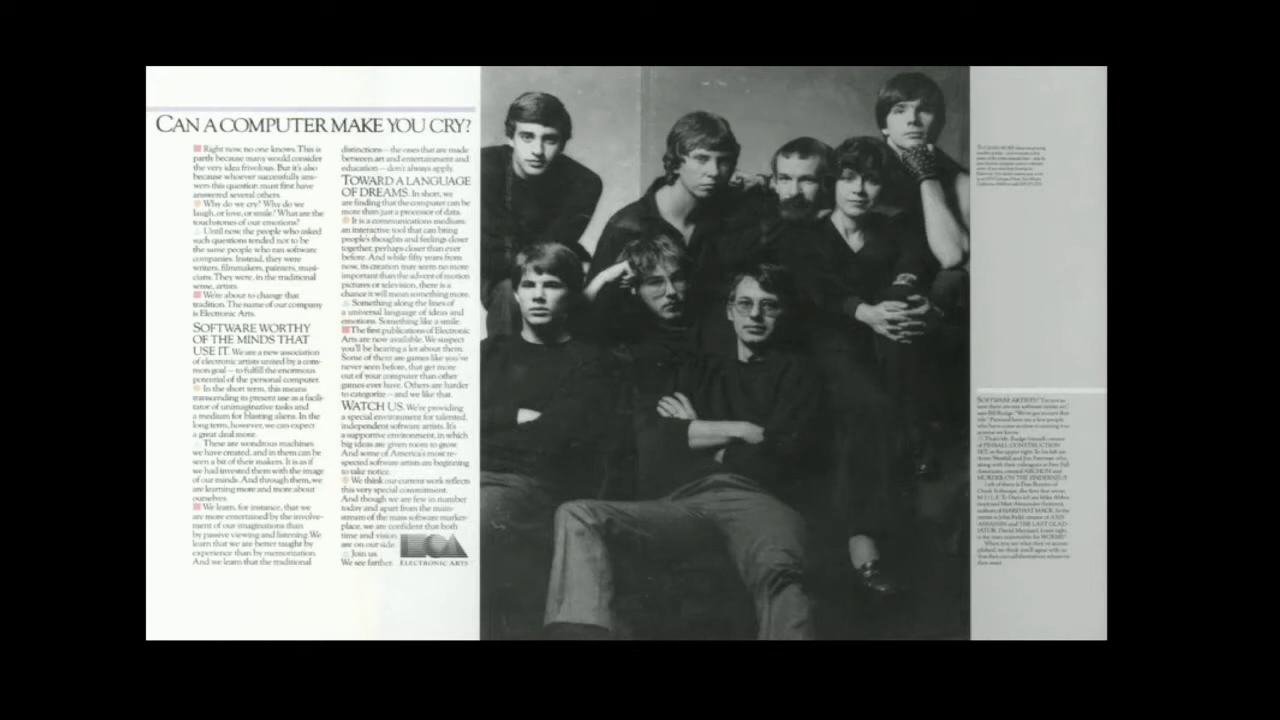 CAN A COMPUTER MAKE YOU CRY?
Right now, no one knows. This is
partly because many would consider
the very idea frivolous. But it's also
because whoever successfully ans-
wers this question must first have
answered several others.
Why do we cry? Why do we
laugh, or love, or smile? What are the
touchstones of our emotions?
Until now, the people who asked
such questions tended not to be
the same people who ran software
companies. Instead, they were
writers, filmmakers, painters, musi-
cians. They were, in the traditional
sense, artists.
We're about to change that
tradition. The name of our company
is Electronic Arts.
SOFTWARE WORTHY
OF THE MINDS THAT
USE IT. We are a new association
of electronic artists united by a com-
mon goal — to fulfill the enormous
potential of the personal computer.
In the short term, this means
transcending its present use as a facili-
tator of unimaginative tasks and
a medium for blasting aliens. In the
long term, however, we can expect
a great deal more.
These are wondrous machines
we have created, and in them can be
seen a bit of their makers. It is as if
we had invested them with the image
of our minds. And through them, we
are learning more and more about
ourselves.
We learn, for instance, that we
are more entertained by the involve-
ment of our imaginations than
by passive viewing and listening. We
learn that we are better taught by
experience than by memorization.
And we learn that the traditional
distinctions — the ones that are made
between art and entertainment and
education — don't always apply.
TOWARD A LANGUAGE
OF DREAMS. In short, we
are finding that the computer can be
more than just a processor of data.
It is a communications medium:
an interactive tool that can bring
people's thoughts and feelings closer
together, perhaps closer than ever
before. And while fifty years from
now, its creation may seem no more
important than the advent of motion
pictures or television, there is a
chance it will mean something more.
Something along the lines of
a universal language of ideas and
emotions. Something like a smile.
The first publications of Electronic
Arts are now available. We suspect
you'll be hearing a lot about them.
Some of them are games like you've
never seen before, that get more
out of your computer than other
games ever have. Others are harder
to categorize — and we like that.
WATCH US. We're providing
a special environment for talented,
independent software artists. It's
a supportive environment, in which
big ideas are given room to grow.
And some of America's most re-
spected software artists are beginning
to take notice.
We think our current work reflects
this very special commitment.
And though we are few in number
today and apart from the main-
stream of the mass software market-
place, we are confident that both
time and vision
are on our side.
Join us.
We see farther.
ELECTRONIC ARTS
SOFTWARE ARTISTS?